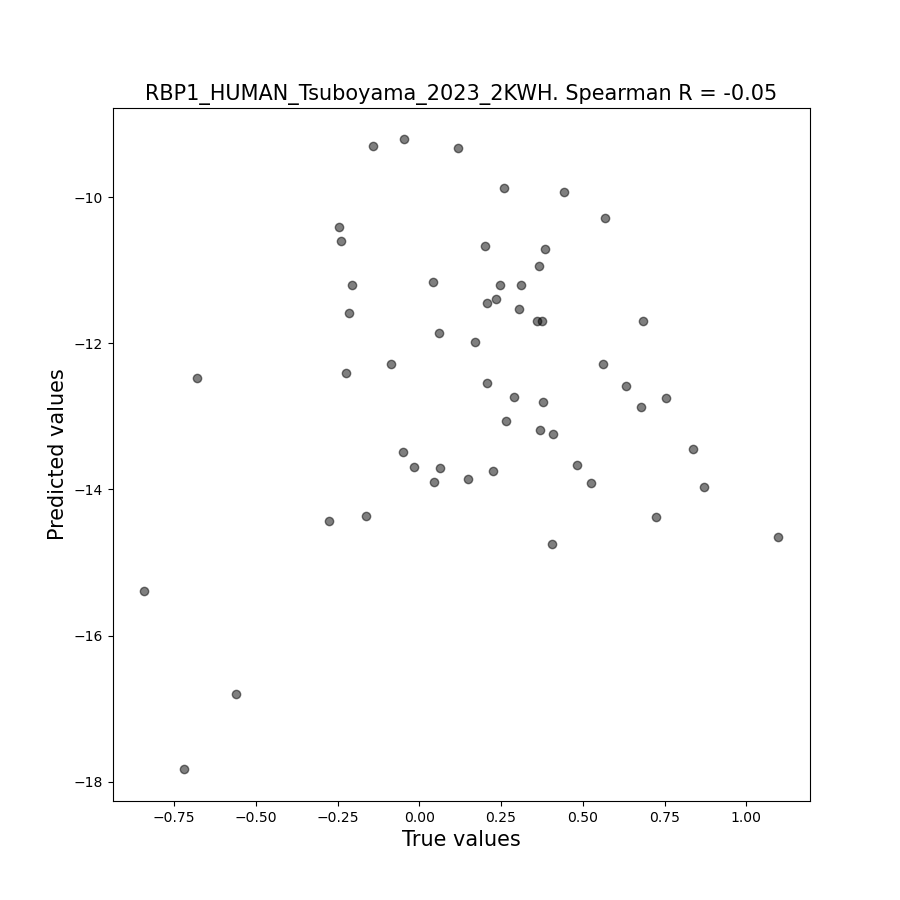 RBP1_HUMAN_Tsuboyama_2023_2KWH. Spearman R = -0.05
Predicted values
−10
−12
−14
−16
−18
−0.75 −0.50 −0.25 0.00 0.25 0.50 0.75 1.00
True values